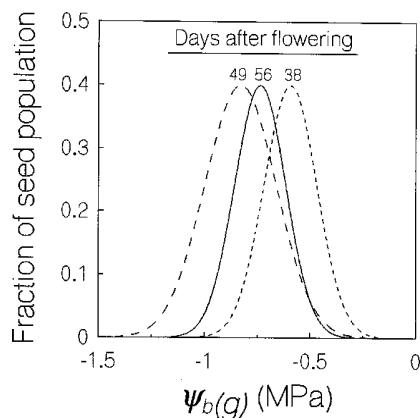 Days after flowering
49 56 38
0.5
0.4
0.3
0.2
0.1
0
Fraction of seed population
-1.5 -1 -0.5 0
Ψb(g) (MPa)